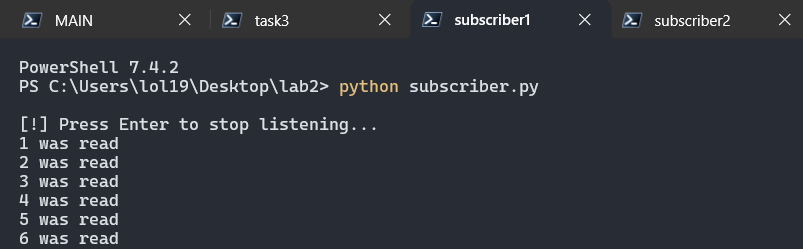 MAIN task3 subscriber1 subscriber2
PowerShell 7.4.2
PS C:\Users\lol19\Desktop\lab2> python subscriber.py
[!] Press Enter to stop listening...
1 was read
2 was read
3 was read
4 was read
5 was read
6 was read